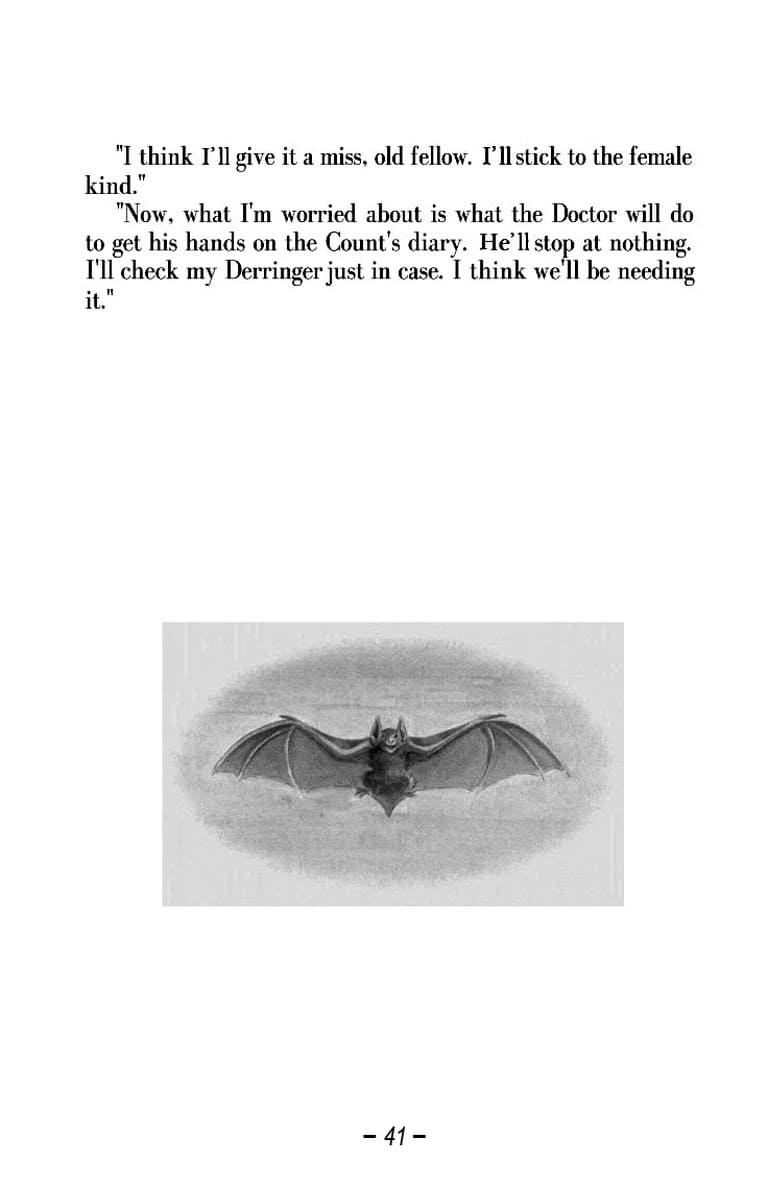 "I think I’ll give it a miss, old fellow. I’ll stick to the female
kind."
"Now, what I'm worried about is what the Doctor will do
to get his hands on the Count's diary. He’ll stop at nothing.
I'll check my Derringer just in case. I think we'll be needing
it."
– 41 –